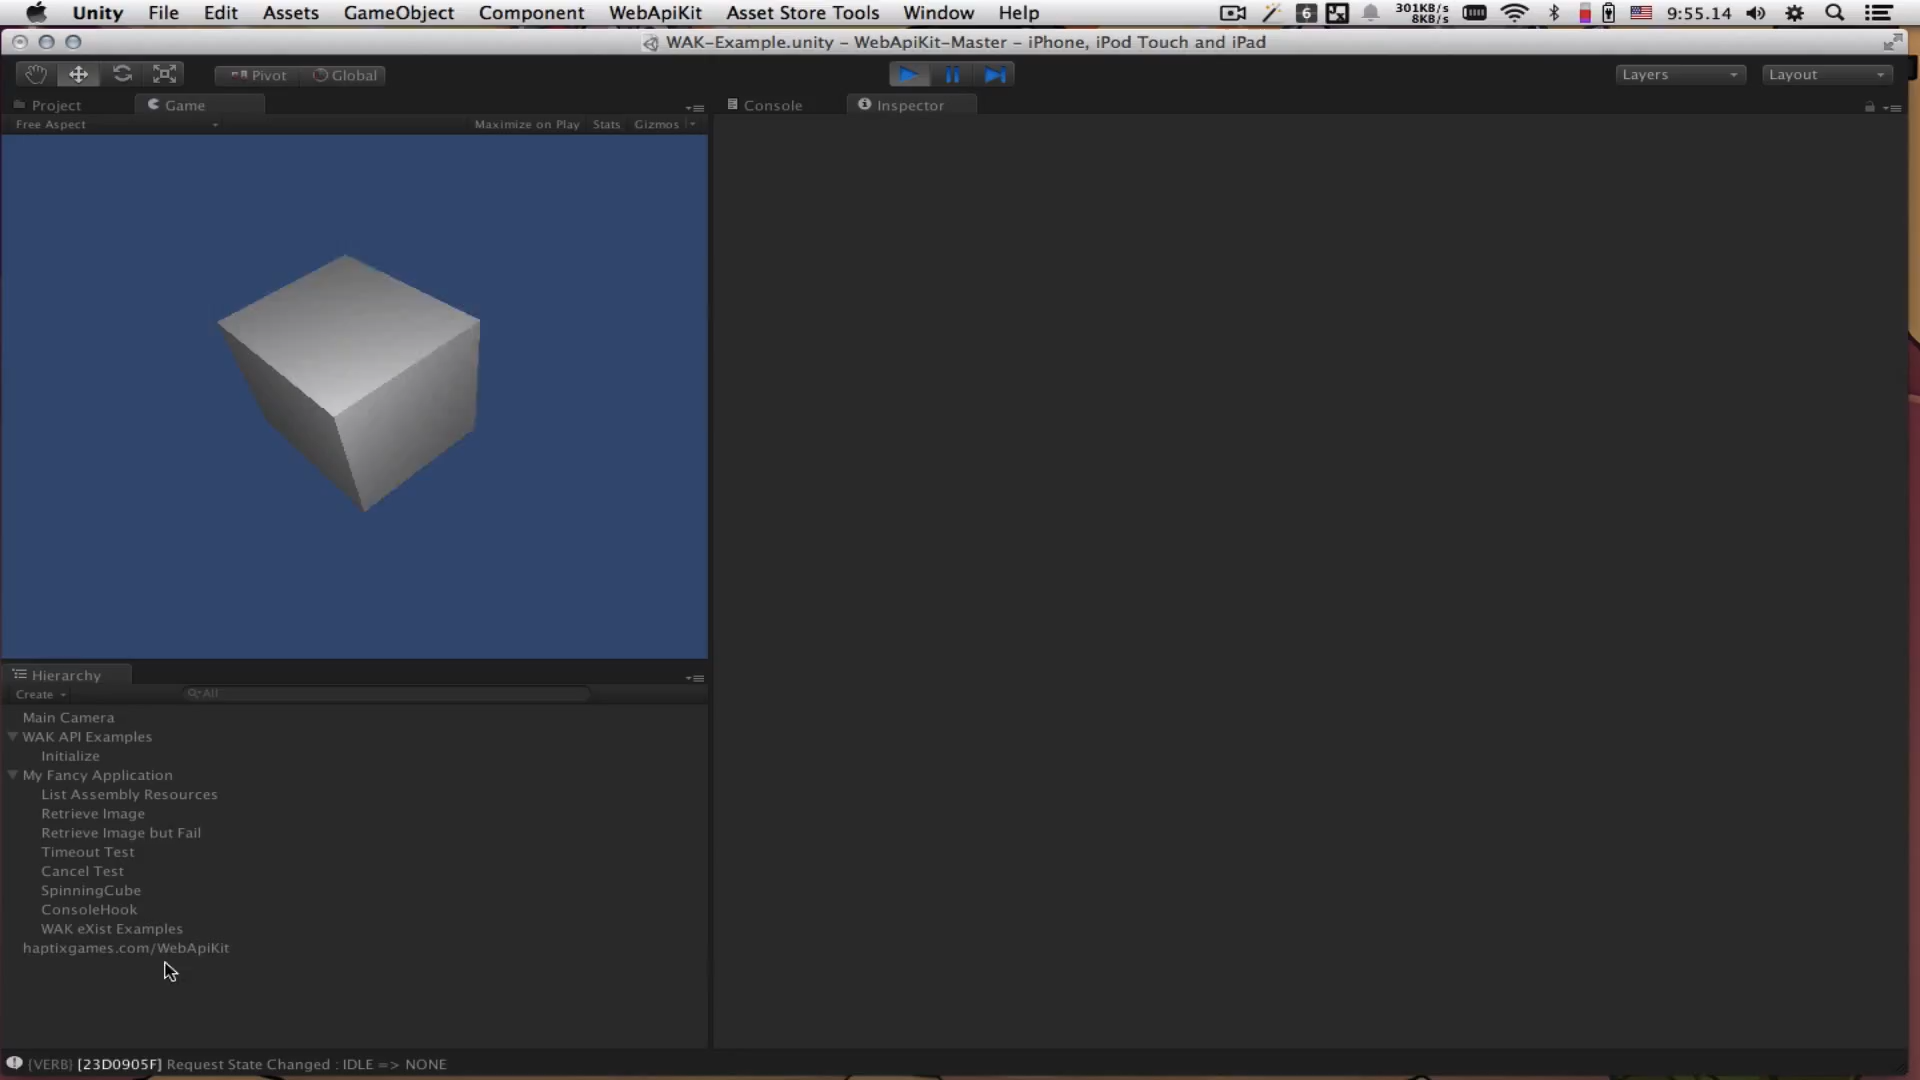 Unity File Edit Assets GameObject Component WebApiKit Asset Store Tools Window Help 6 301KB/s 8KB/s 9:55.14
WAK-Example.unity – WebApiKit-Master – iPhone, iPod Touch and iPad
Pivot Global Layers Layout
Project Game Console Inspector
Free Aspect Maximize on Play Stats Gizmos
Hierarchy
Create All
Main Camera
WAK API Examples
Initialize
My Fancy Application
List Assembly Resources
Retrieve Image
Retrieve Image but Fail
Timeout Test
Cancel Test
SpinningCube
ConsoleHook
WAK eXist Examples
haptixgames.com/WebApiKit
(VERB) [23D0905F] Request State Changed : IDLE => NONE